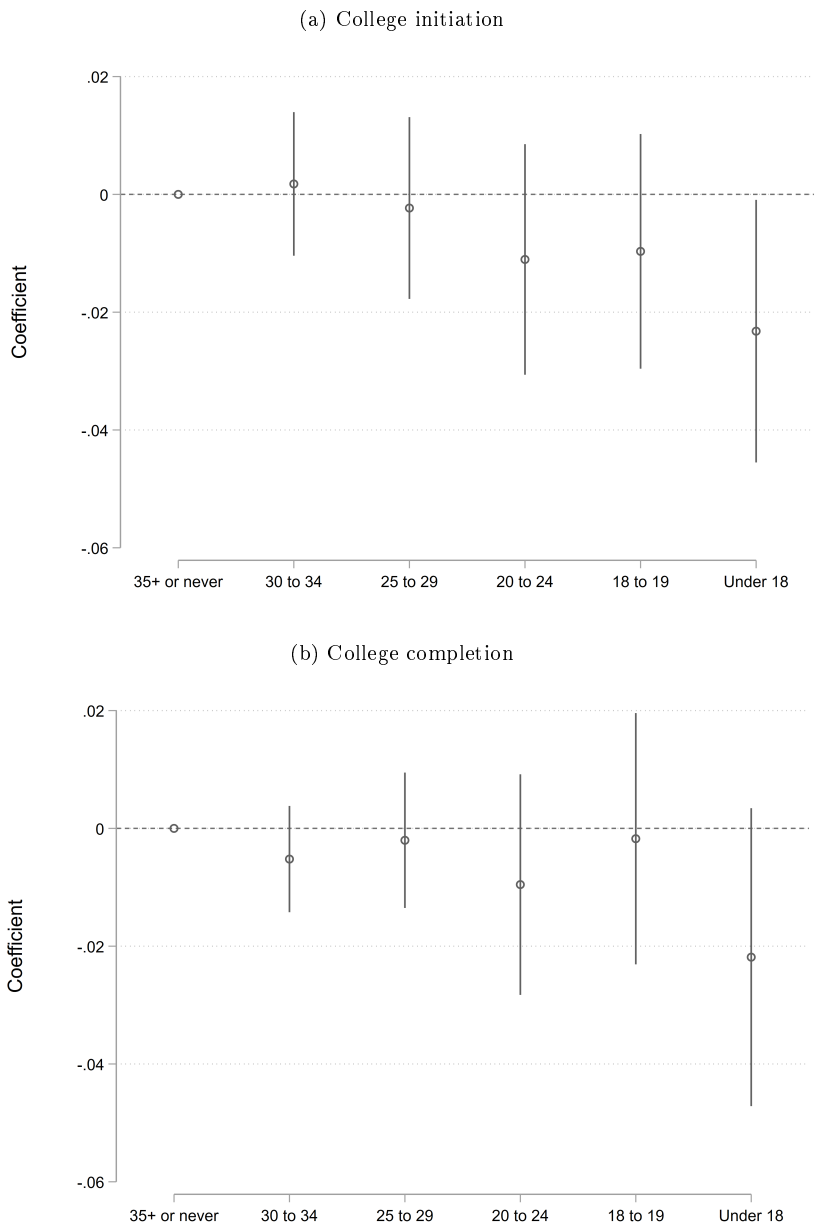 (a) College initiation
.02
0
-.02
-.04
-.06
Coefficient
35+ or never 30 to 34 25 to 29 20 to 24 18 to 19 Under 18
(b) College completion
.02
0
-.02
-.04
-.06
Coefficient
35+ or never 30 to 34 25 to 29 20 to 24 18 to 19 Under 18